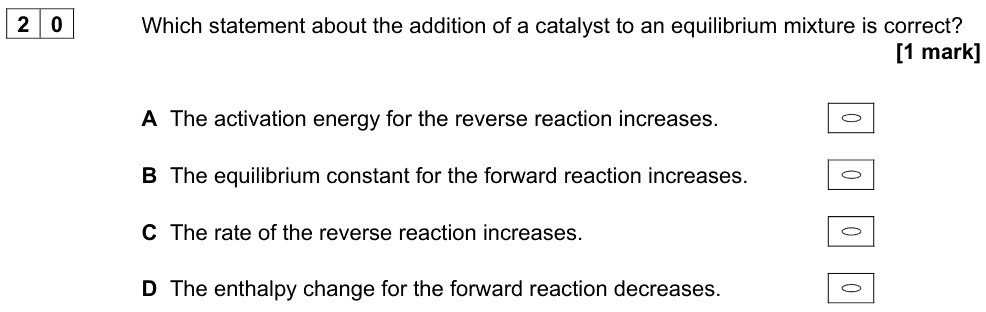 2 0 Which statement about the addition of a catalyst to an equilibrium mixture is correct?
[1 mark]
A The activation energy for the reverse reaction increases.
B The equilibrium constant for the forward reaction increases.
C The rate of the reverse reaction increases.
D The enthalpy change for the forward reaction decreases.